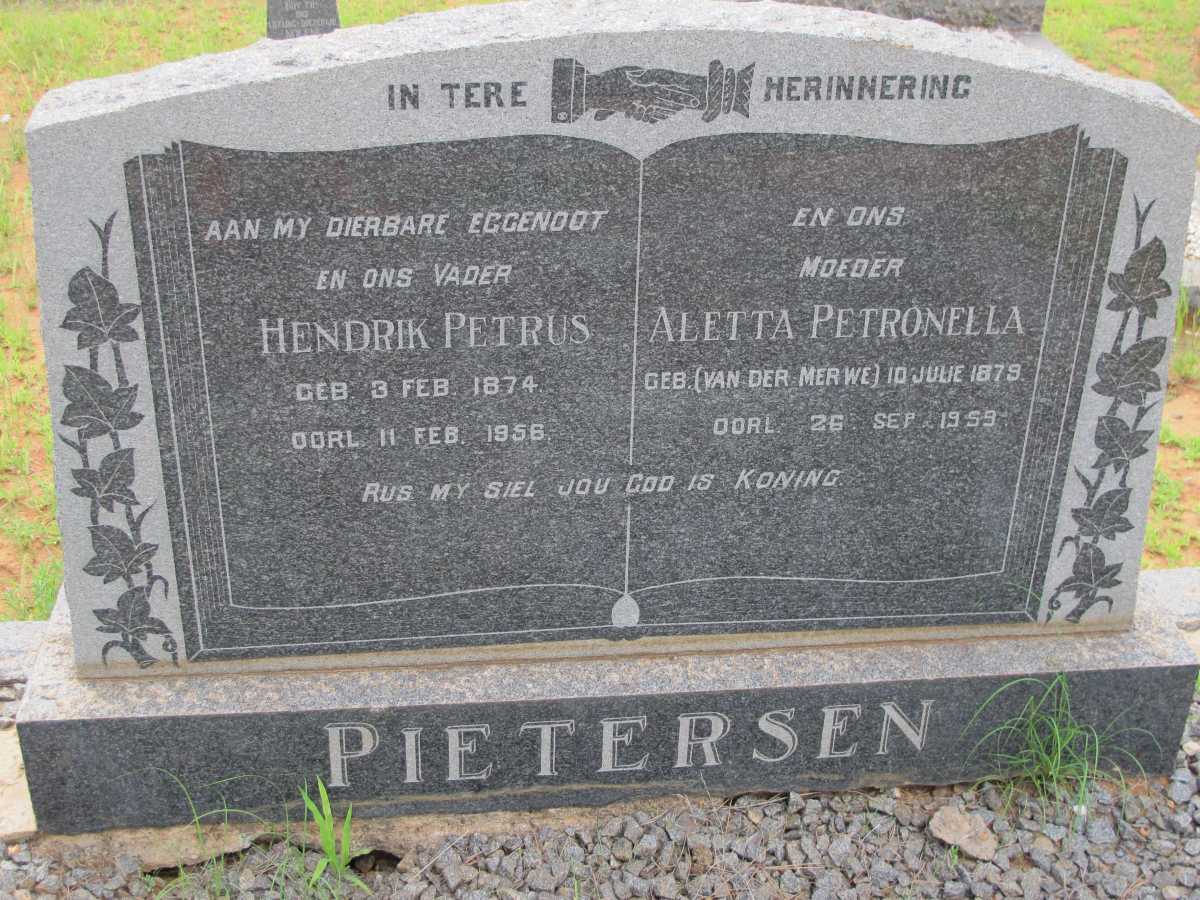 IN TERE HERINNERING
AAN MY DIERBARE EGGENOOT
EN ONS VADER
HENDRIK PETRUS
GEB. 3 FEB. 1874.
OORL. 11 FEB. 1956.
EN ONS
MOEDER
ALETTA PETRONELLA
GEB. (VAN DER MERWE) 10 JULIE 1879.
OORL. 26 SEP. 1959.
RUS MY SIEL JOU GOD IS KONING.
PIETERSEN